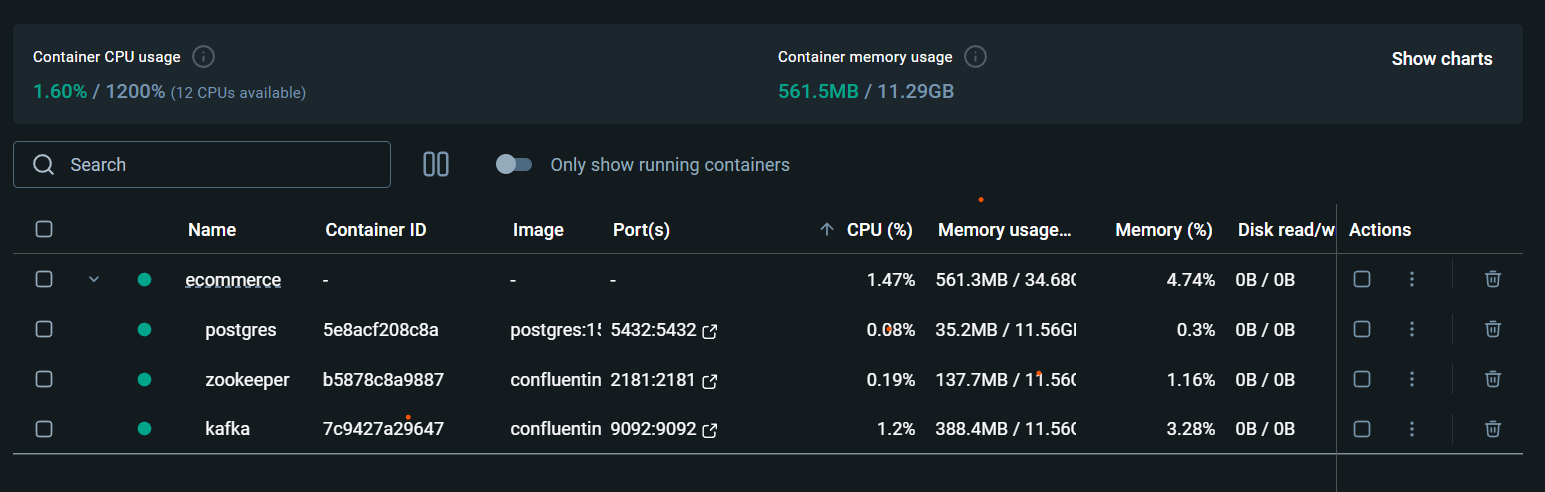 Container CPU usage
Container memory usage
Show charts
1.60% / 1200% (12 CPUs available)
561.5MB / 11.29GB
Search
Only show running containers
Name Container ID Image Port(s) CPU (%) Memory usage... Memory (%) Disk read/w Actions
ecommerce - - - 1.47% 561.3MB / 34.68 4.74% 0B / 0B
postgres 5e8acf208c8a postgres:15 5432:5432 0.08% 35.2MB / 11.56G 0.3% 0B / 0B
zookeeper b5878c8a9887 confluentin 2181:2181 0.19% 137.7MB / 11.56 1.16% 0B / 0B
kafka 7c9427a29647 confluentin 9092:9092 1.2% 388.4MB / 11.56 3.28% 0B / 0B